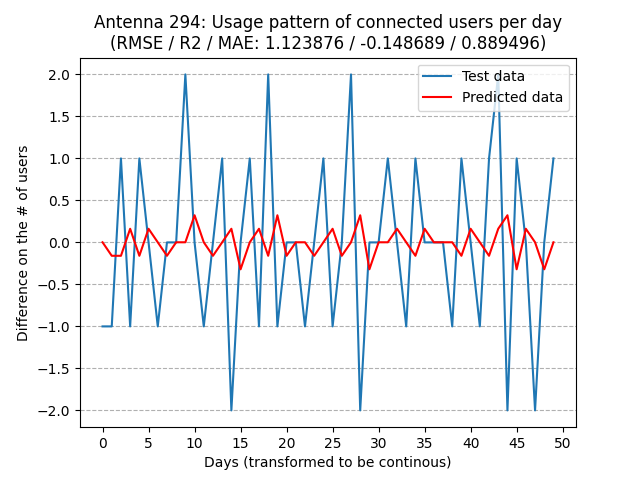 Antenna 294: Usage pattern of connected users per day
(RMSE / R2 / MAE: 1.123876 / -0.148689 / 0.889496)
Test data
Predicted data
2.0
1.5
1.0
0.5
0.0
−0.5
−1.0
−1.5
−2.0
Difference on the # of users
0 5 10 15 20 25 30 35 40 45 50
Days (transformed to be continous)